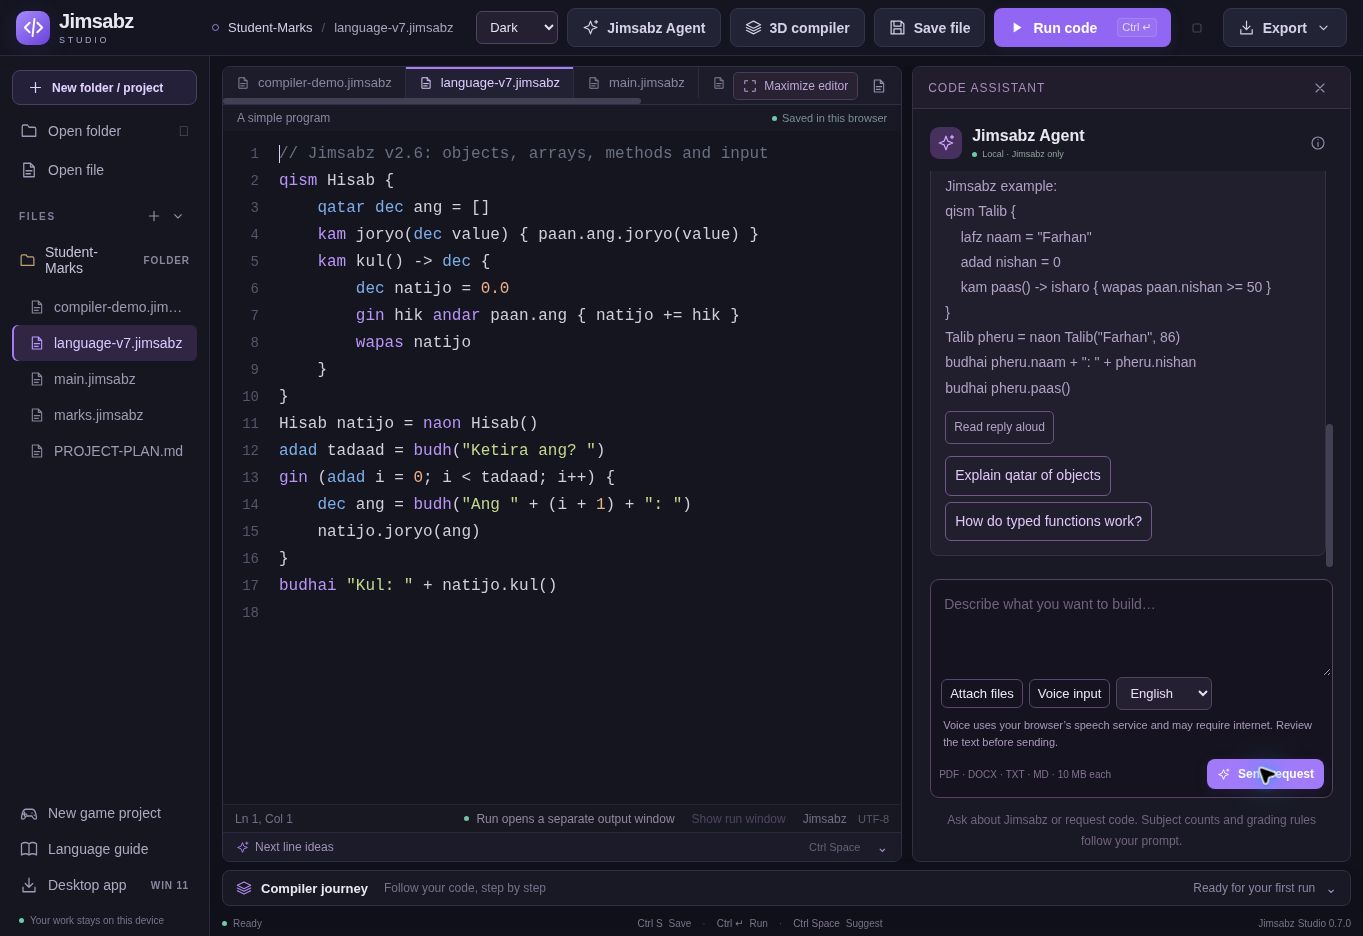 Jimsabz
STUDIO
Student-Marks / language-v7.jimsabz
Dark
Jimsabz Agent
3D compiler
Save file
Run code Ctrl ↵
Export
New folder / project
Open folder
Open file
FILES
Student-
Marks
FOLDER
compiler-demo.jim…
language-v7.jimsabz
main.jimsabz
marks.jimsabz
PROJECT-PLAN.md
New game project
Language guide
Desktop app WIN 11
Your work stays on this device
compiler-demo.jimsabz
language-v7.jimsabz
main.jimsabz
Maximize editor
A simple program
Saved in this browser
1 // Jimsabz v2.6: objects, arrays, methods and input
2 qism Hisab {
3     qatar dec ang = []
4     kam joryo(dec value) { paan.ang.joryo(value) }
5     kam kul() -> dec {
6         dec natijo = 0.0
7         gin hik andar paan.ang { natijo += hik }
8         wapas natijo
9     }
10 }
11 Hisab natijo = naon Hisab()
12 adad tadaad = budh("Ketira ang? ")
13 gin (adad i = 0; i < tadaad; i++) {
14     dec ang = budh("Ang " + (i + 1) + ": ")
15     natijo.joryo(ang)
16 }
17 budhai "Kul: " + natijo.kul()
18
Ln 1, Col 1
Run opens a separate output window
Show run window
Jimsabz
UTF-8
Next line ideas
Ctrl Space
CODE ASSISTANT
Jimsabz Agent
Local · Jimsabz only
Jimsabz example:
qism Talib {
    lafz naam = "Farhan"
    adad nishan = 0
    kam paas() -> isharo { wapas paan.nishan >= 50 }
}
Talib pheru = naon Talib("Farhan", 86)
budhai pheru.naam + ": " + pheru.nishan
budhai pheru.paas()
Read reply aloud
Explain qatar of objects
How do typed functions work?
Describe what you want to build…
Attach files
Voice input
English
Voice uses your browser's speech service and may require internet. Review
the text before sending.
PDF · DOCX · TXT · MD · 10 MB each
Ask about Jimsabz or request code. Subject counts and grading rules
follow your prompt.
Compiler journey
Follow your code, step by step
Ready for your first run
Ready
Ctrl S Save · Ctrl ↵ Run · Ctrl Space Suggest
Jimsabz Studio 0.7.0